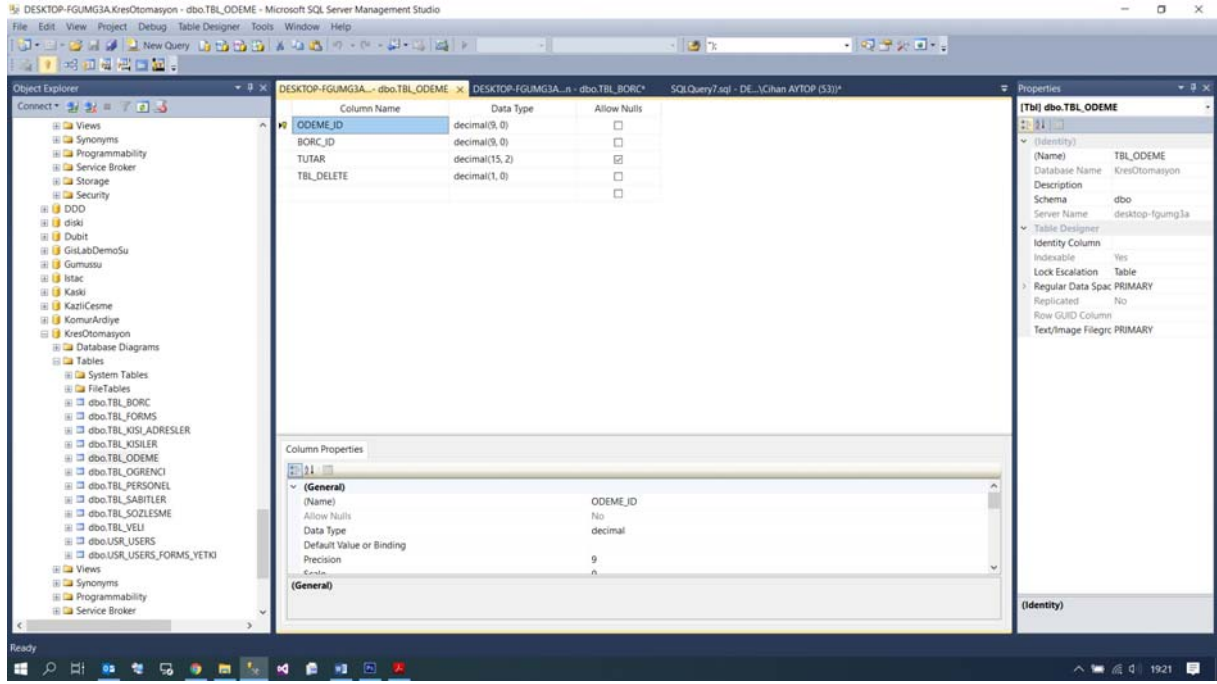 DESKTOP-FGUMG3A.KresOtomasyon - dbo.TBL_ODEME - Microsoft SQL Server Management Studio
File Edit View Project Debug Table Designer Tools Window Help
New Query
Object Explorer
Connect
Views
Synonyms
Programmability
Service Broker
Storage
Security
DDD
diski
Dubit
GisLabDemoSu
Gumussu
Istac
Kaski
KazliCesme
KomurArdiye
KresOtomasyon
Database Diagrams
Tables
System Tables
FileTables
dbo.TBL_BORC
dbo.TBL_FORMS
dbo.TBL_KISI_ADRESLER
dbo.TBL_KISILER
dbo.TBL_ODEME
dbo.TBL_OGRENCI
dbo.TBL_PERSONEL
dbo.TBL_SABITLER
dbo.TBL_SOZLESME
dbo.TBL_VELI
dbo.USR_USERS
dbo.USR_USERS_FORMS_YETKI
Views
Synonyms
Programmability
Service Broker
DESKTOP-FGUMG3A...- dbo.TBL_ODEME DESKTOP-FGUMG3A...n - dbo.TBL_BORC* SQLQuery7.sql - DE...\Cihan AYTOP (53))*
Column Name Data Type Allow Nulls
ODEME_ID decimal(9, 0)
BORC_ID decimal(9, 0)
TUTAR decimal(15, 2)
TBL_DELETE decimal(1, 0)
Column Properties
(General)
(Name) ODEME_ID
Allow Nulls No
Data Type decimal
Default Value or Binding
Precision 9
Scale 0
(General)
Properties
[Tbl] dbo.TBL_ODEME
(Identity)
(Name) TBL_ODEME
Database Name KresOtomasyon
Description
Schema dbo
Server Name desktop-fgumg3a
Table Designer
Identity Column
Indexable Yes
Lock Escalation Table
Regular Data Spac PRIMARY
Replicated No
Row GUID Column
Text/Image Filegrc PRIMARY
(Identity)
Ready
19:21